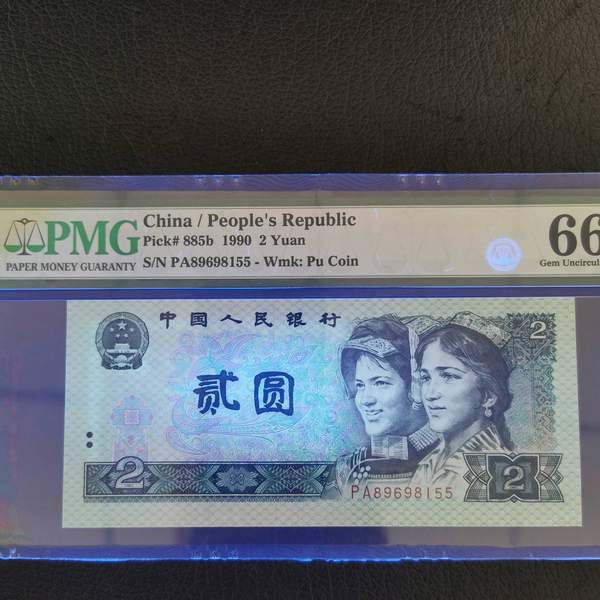 PMG
PAPER MONEY GUARANTY
China / People's Republic
Pick# 885b 1990 2 Yuan
S/N PA89698155 - Wmk: Pu Coin
66
Gem Uncircul
中国人民银行
2
贰圆
2
PA89698155
2